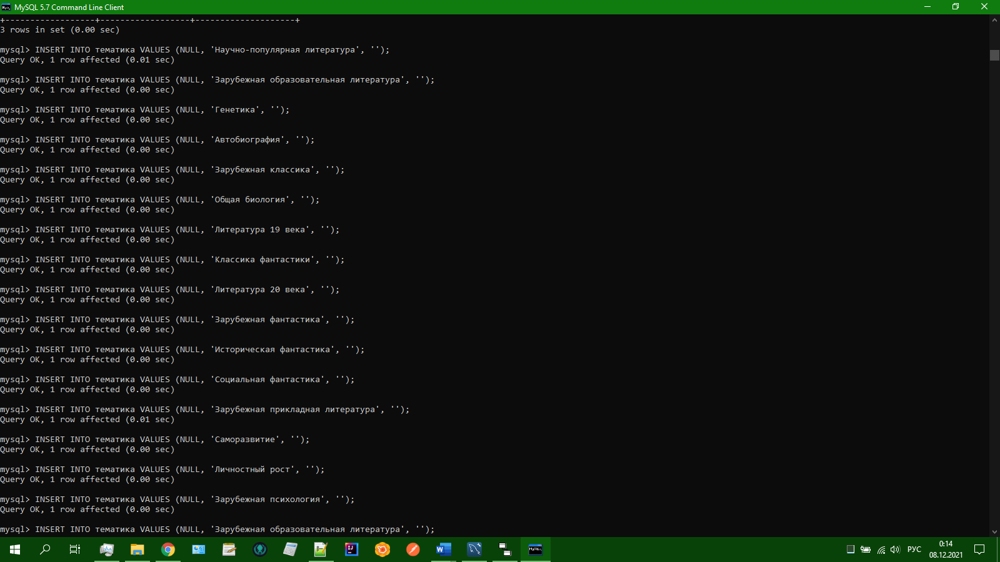 MySQL 5.7 Command Line Client
+------------------+------------------+--------------------+
3 rows in set (0.00 sec)
mysql> INSERT INTO тематика VALUES (NULL, 'Научно-популярная литература', '');
Query OK, 1 row affected (0.01 sec)
mysql> INSERT INTO тематика VALUES (NULL, 'Зарубежная образовательная литература', '');
Query OK, 1 row affected (0.00 sec)
mysql> INSERT INTO тематика VALUES (NULL, 'Генетика', '');
Query OK, 1 row affected (0.00 sec)
mysql> INSERT INTO тематика VALUES (NULL, 'Автобиография', '');
Query OK, 1 row affected (0.00 sec)
mysql> INSERT INTO тематика VALUES (NULL, 'Зарубежная классика', '');
Query OK, 1 row affected (0.00 sec)
mysql> INSERT INTO тематика VALUES (NULL, 'Общая биология', '');
Query OK, 1 row affected (0.00 sec)
mysql> INSERT INTO тематика VALUES (NULL, 'Литература 19 века', '');
Query OK, 1 row affected (0.00 sec)
mysql> INSERT INTO тематика VALUES (NULL, 'Классика фантастики', '');
Query OK, 1 row affected (0.00 sec)
mysql> INSERT INTO тематика VALUES (NULL, 'Литература 20 века', '');
Query OK, 1 row affected (0.00 sec)
mysql> INSERT INTO тематика VALUES (NULL, 'Зарубежная фантастика', '');
Query OK, 1 row affected (0.00 sec)
mysql> INSERT INTO тематика VALUES (NULL, 'Историческая фантастика', '');
Query OK, 1 row affected (0.00 sec)
mysql> INSERT INTO тематика VALUES (NULL, 'Социальная фантастика', '');
Query OK, 1 row affected (0.00 sec)
mysql> INSERT INTO тематика VALUES (NULL, 'Зарубежная прикладная литература', '');
Query OK, 1 row affected (0.01 sec)
mysql> INSERT INTO тематика VALUES (NULL, 'Саморазвитие', '');
Query OK, 1 row affected (0.00 sec)
mysql> INSERT INTO тематика VALUES (NULL, 'Личностный рост', '');
Query OK, 1 row affected (0.00 sec)
mysql> INSERT INTO тематика VALUES (NULL, 'Зарубежная психология', '');
Query OK, 1 row affected (0.00 sec)
mysql> INSERT INTO тематика VALUES (NULL, 'Зарубежная образовательная литература', '');
РУС
0:14
08.12.2021